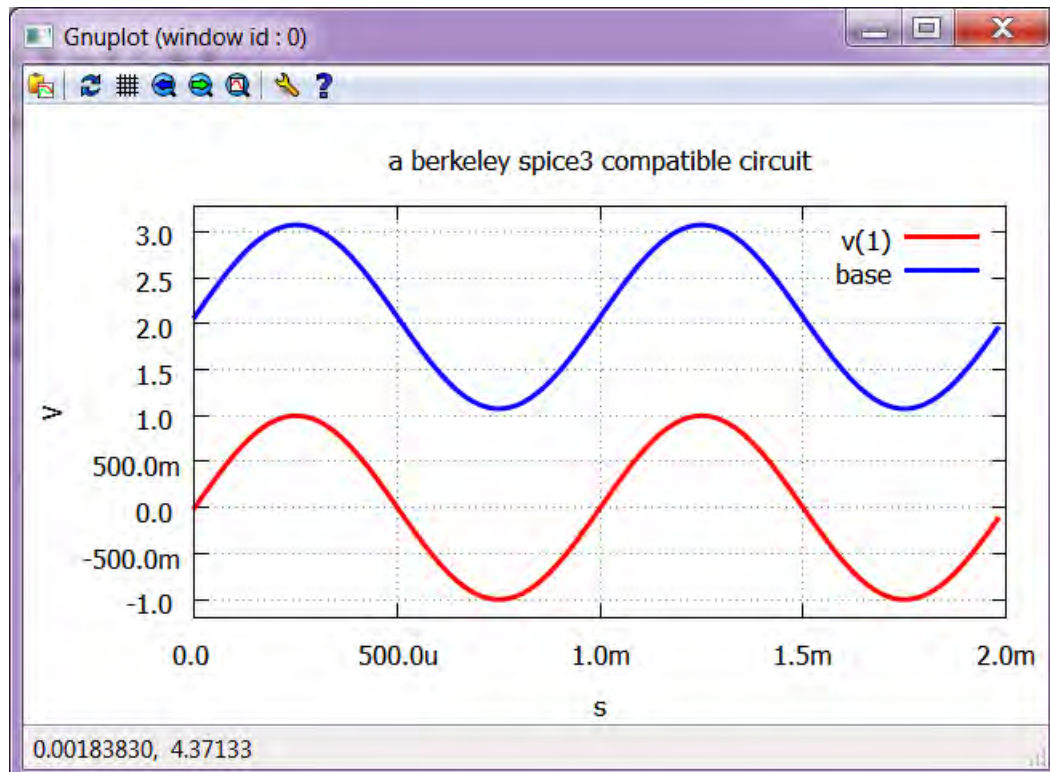 Gnuplot (window id : 0)
a berkeley spice3 compatible circuit
v(1)
base
3.0
2.5
2.0
1.5
1.0
500.0m
0.0
-500.0m
-1.0
V
0.0 500.0u 1.0m 1.5m 2.0m
s
0.00183830, 4.37133